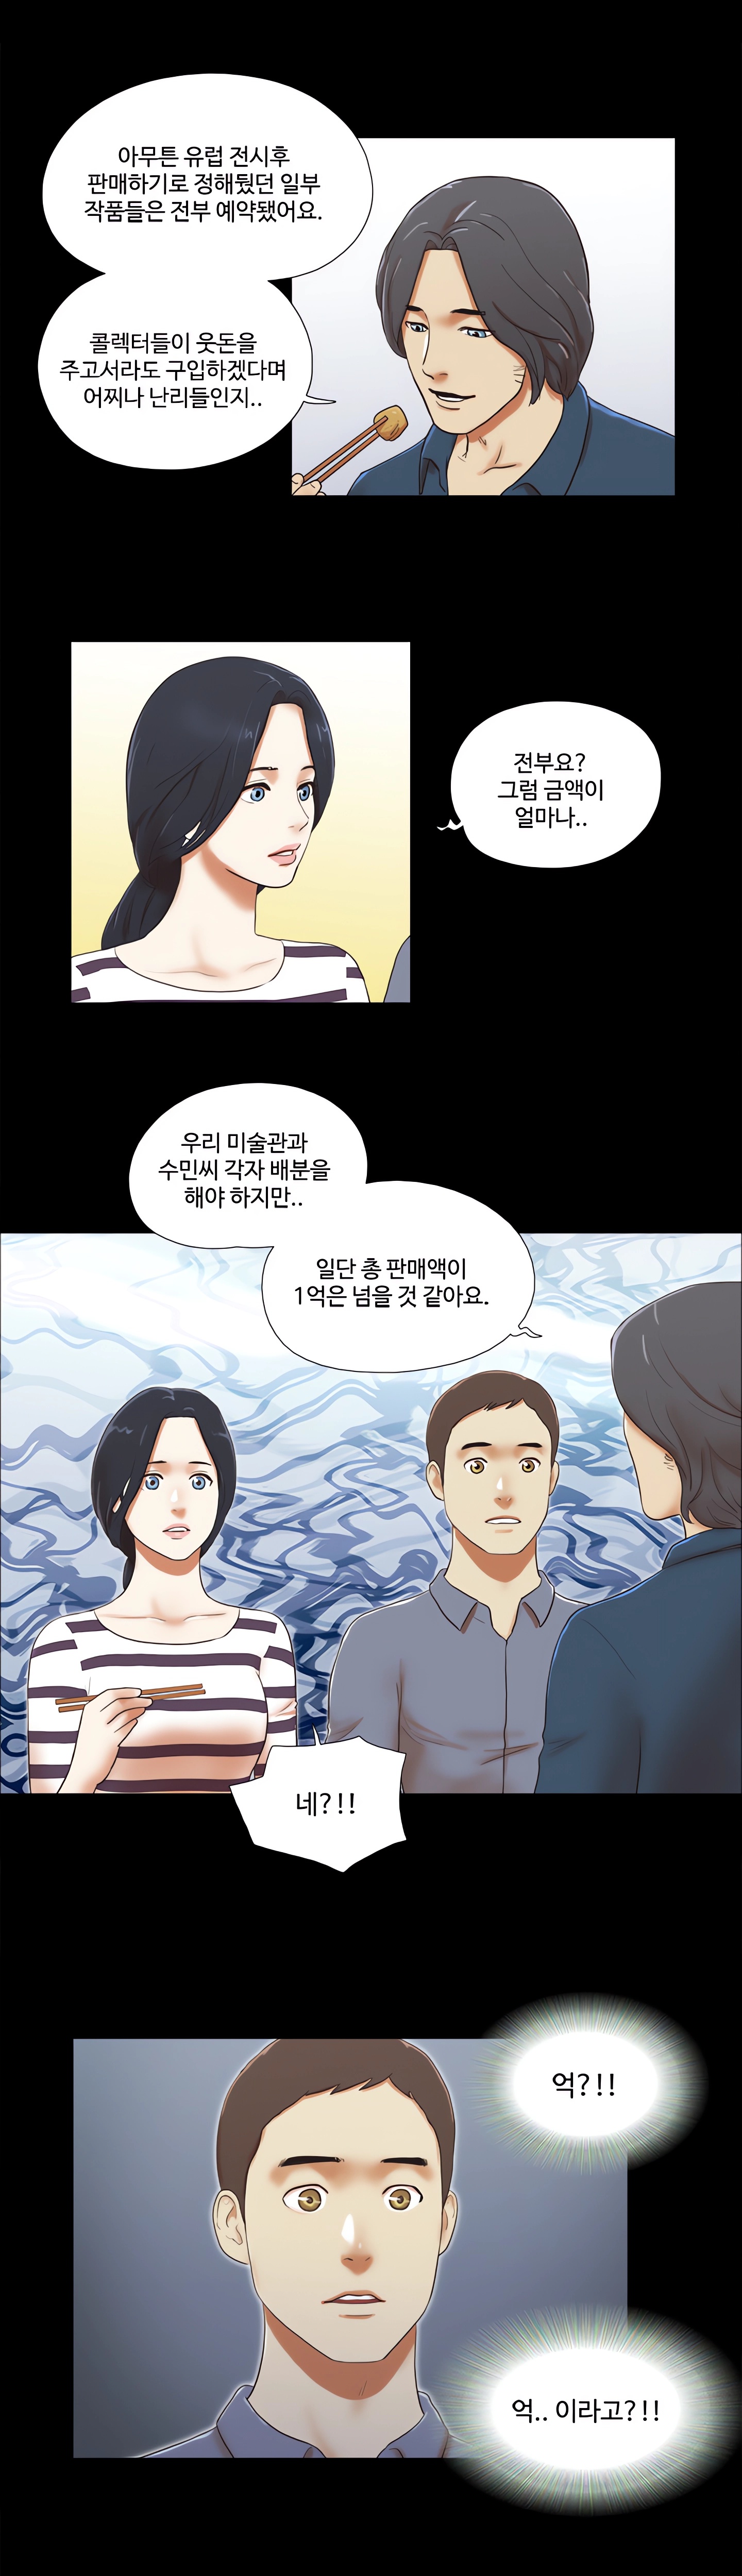 아무튼 유럽 전시후
판매하기로 정해뒀던 일부
작품들은 전부 예약됐어요.
콜렉터들이 웃돈을
주고서라도 구입하겠다며
어찌나 난리들인지..
전부요?
그럼 금액이
얼마나..
우리 미술관과
수민씨 각자 배분을
해야 하지만..
일단 총 판매액이
1억은 넘을 것 같아요.
네?!!
억?!!
억.. 이라고?!!